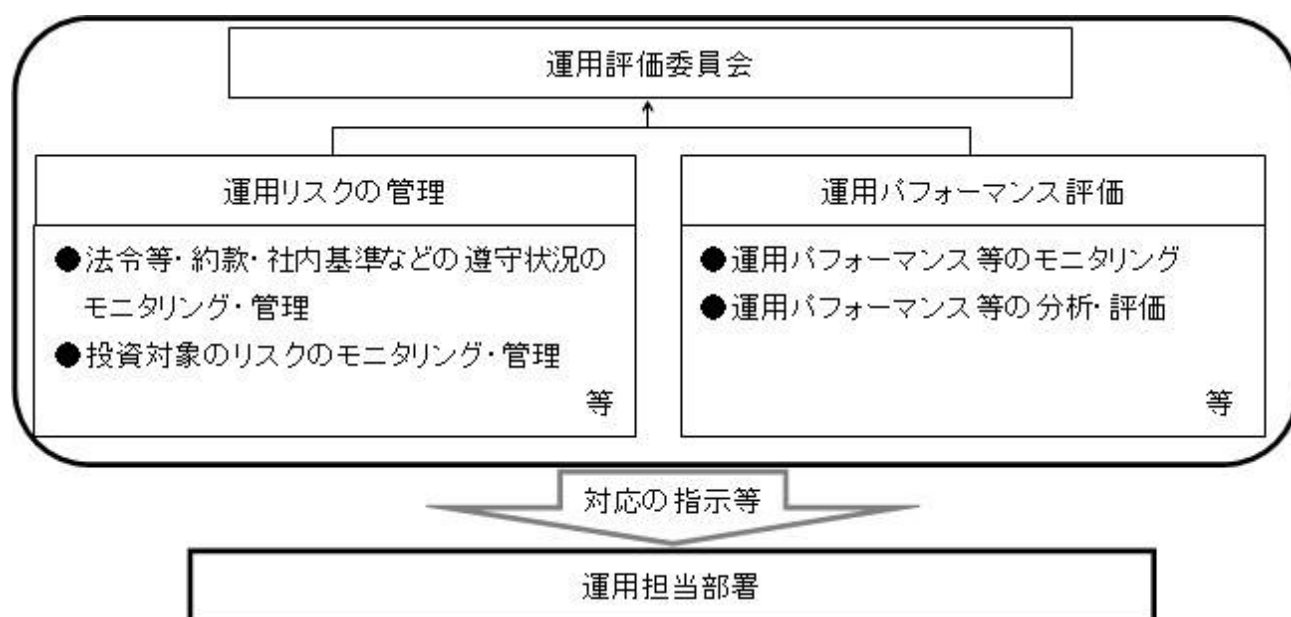 運用評価委員会
運用リスクの管理
●法令等・約款・社内基準などの遵守状況の
モニタリング・管理
●投資対象のリスクのモニタリング・管理
等
運用パフォーマンス評価
●運用パフォーマンス等のモニタリング
●運用パフォーマンス等の分析・評価
等
対応の指示等
運用担当部署